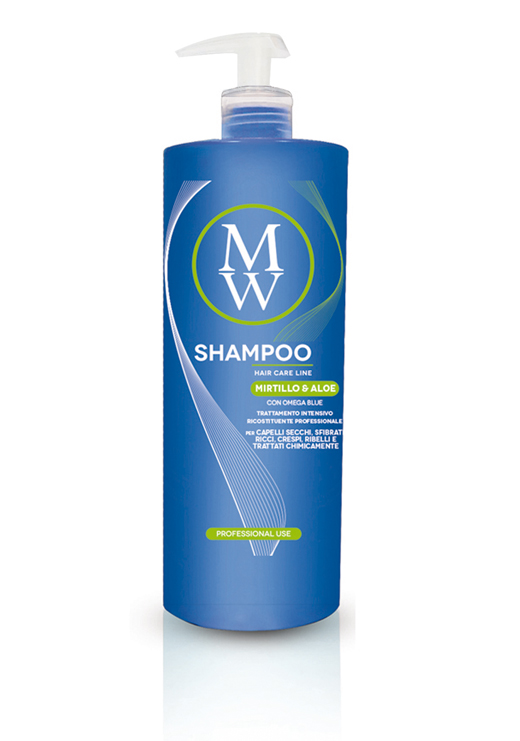 M
W
SHAMPOO
HAIR CARE LINE
MIRTILLO & ALOE
CON OMEGA BLUE
TRATTAMENTO INTENSIVO
RICOSTITUENTE PROFESSIONALE
PER CAPELLI SECCHI, SFIBRATI
RICCI, CRESPI, RIBELLI E
TRATTATI CHIMICAMENTE
PROFESSIONAL USE